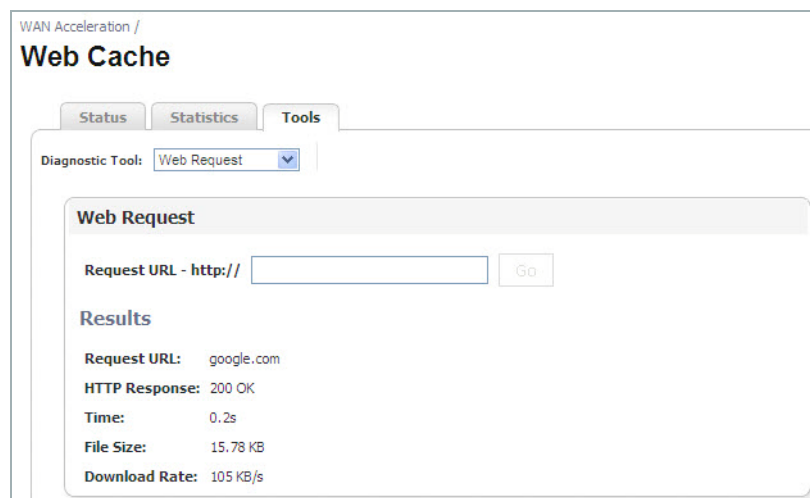 WAN Acceleration /
Web Cache
Status Statistics Tools
Diagnostic Tool: Web Request
Web Request
Request URL - http:// Go
Results
Request URL: google.com
HTTP Response: 200 OK
Time: 0.2s
File Size: 15.78 KB
Download Rate: 105 KB/s